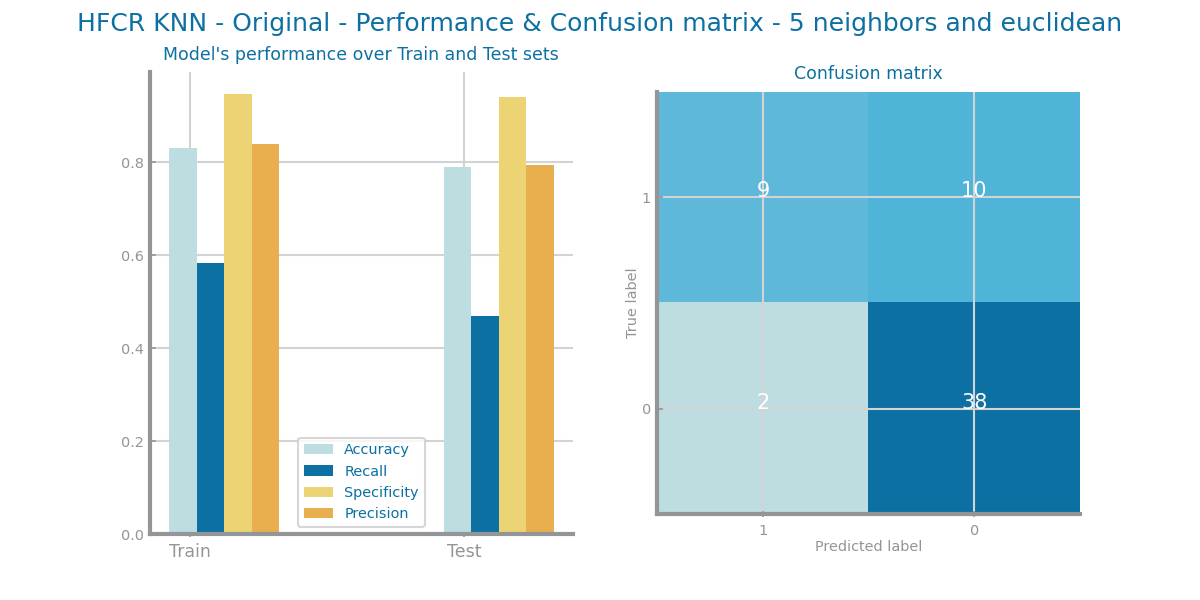 HFCR KNN - Original - Performance & Confusion matrix - 5 neighbors and euclidean
Model's performance over Train and Test sets
0.8
0.6
0.4
0.2
0.0
Train
Test
Accuracy
Recall
Specificity
Precision
Confusion matrix
True label
1
0
9
10
2
38
1
0
Predicted label